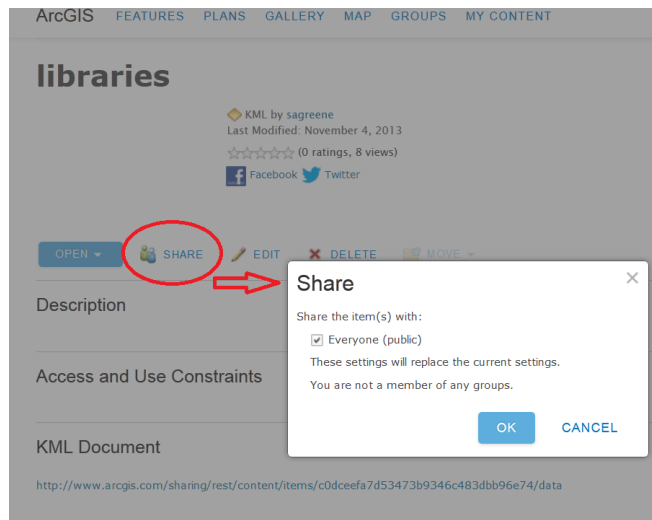 ArcGIS FEATURES PLANS GALLERY MAP GROUPS MY CONTENT
libraries
KML by sagreene
Last Modified: November 4, 2013
(0 ratings, 8 views)
Facebook Twitter
OPEN SHARE EDIT DELETE MOVE
Share
Description
Share the item(s) with:
Everyone (public)
These settings will replace the current settings.
Access and Use Constraints
You are not a member of any groups.
OK CANCEL
KML Document
http://www.arcgis.com/sharing/rest/content/items/c0dceefa7d53473b9346c483dbb96e74/data